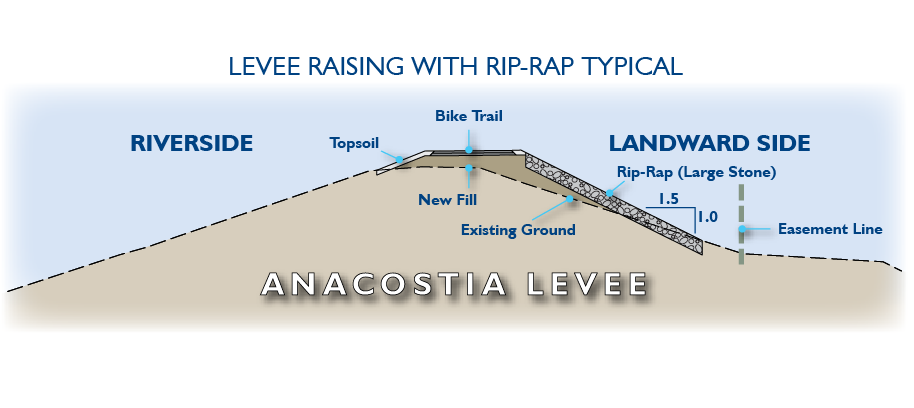 LEVEE RAISING WITH RIP-RAP TYPICAL
Bike Trail
RIVERSIDE
Topsoil
LANDWARD SIDE
Rip-Rap (Large Stone)
New Fill
1.5
1.0
Existing Ground
Easement Line
ANACOSTIA LEVEE